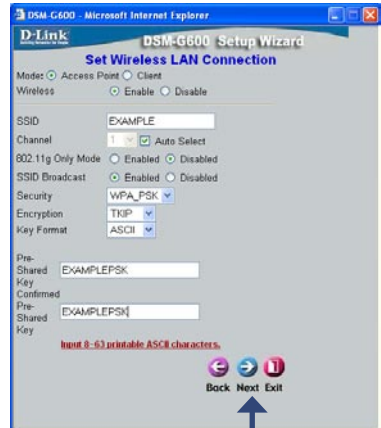 DSM-G600 - Microsoft Internet Explorer
D-Link
DSM-G600 Setup Wizard
Set Wireless LAN Connection
Mode: Access Point Client
Wireless Enable Disable
SSID EXAMPLE
Channel 1 Auto Select
802.11g Only Mode Enabled Disabled
SSID Broadcast Enabled Disabled
Security WPA_PSK
Encryption TKIP
Key Format ASCII
Pre-
Shared EXAMPLEPSK
Key
Confirmed
Pre-
Shared EXAMPLEPSK
Key
Input 8-63 printable ASCII characters.
Back Next Exit